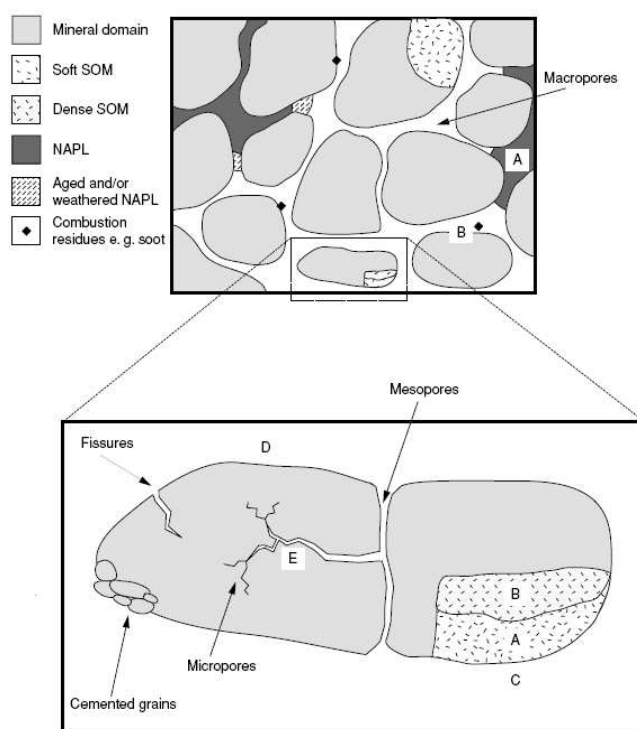 Mineral domain
Soft SOM
Dense SOM
NAPL
Aged and/or
weathered NAPL
Combustion
residues e. g. soot
Macropores
A
B
Mesopores
Fissures
D
E
B
A
Micropores
C
Cemented grains